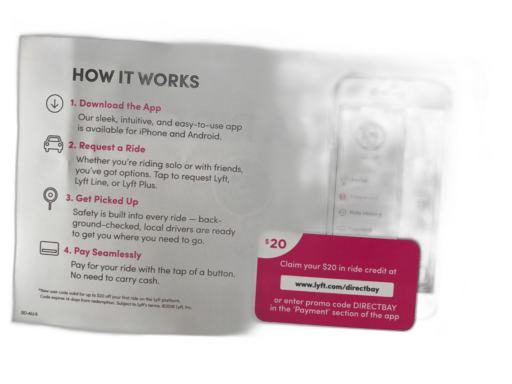 HOW IT WORKS
1. Download the App
Our sleek, intuitive, and easy-to-use app
is available for iPhone and Android.
2. Request a Ride
Whether you're riding solo or with friends,
you've got options. Tap to request Lyft,
Lyft Line, or Lyft Plus.
3. Get Picked Up
Safety is built into every ride — back-
ground-checked, local drivers are ready
to get you where you need to go.
4. Pay Seamlessly
Pay for your ride with the tap of a button.
No need to carry cash.
*New user code valid for up to $20 off your first ride on the Lyft platform.
Code expires 14 days from redemption. Subject to Lyft's terms. ©2016 Lyft, Inc.
Ride History
$20
Claim your $20 in ride credit at
www.lyft.com/directbay
or enter promo code DIRECTBAY
in the 'Payment' section of the app